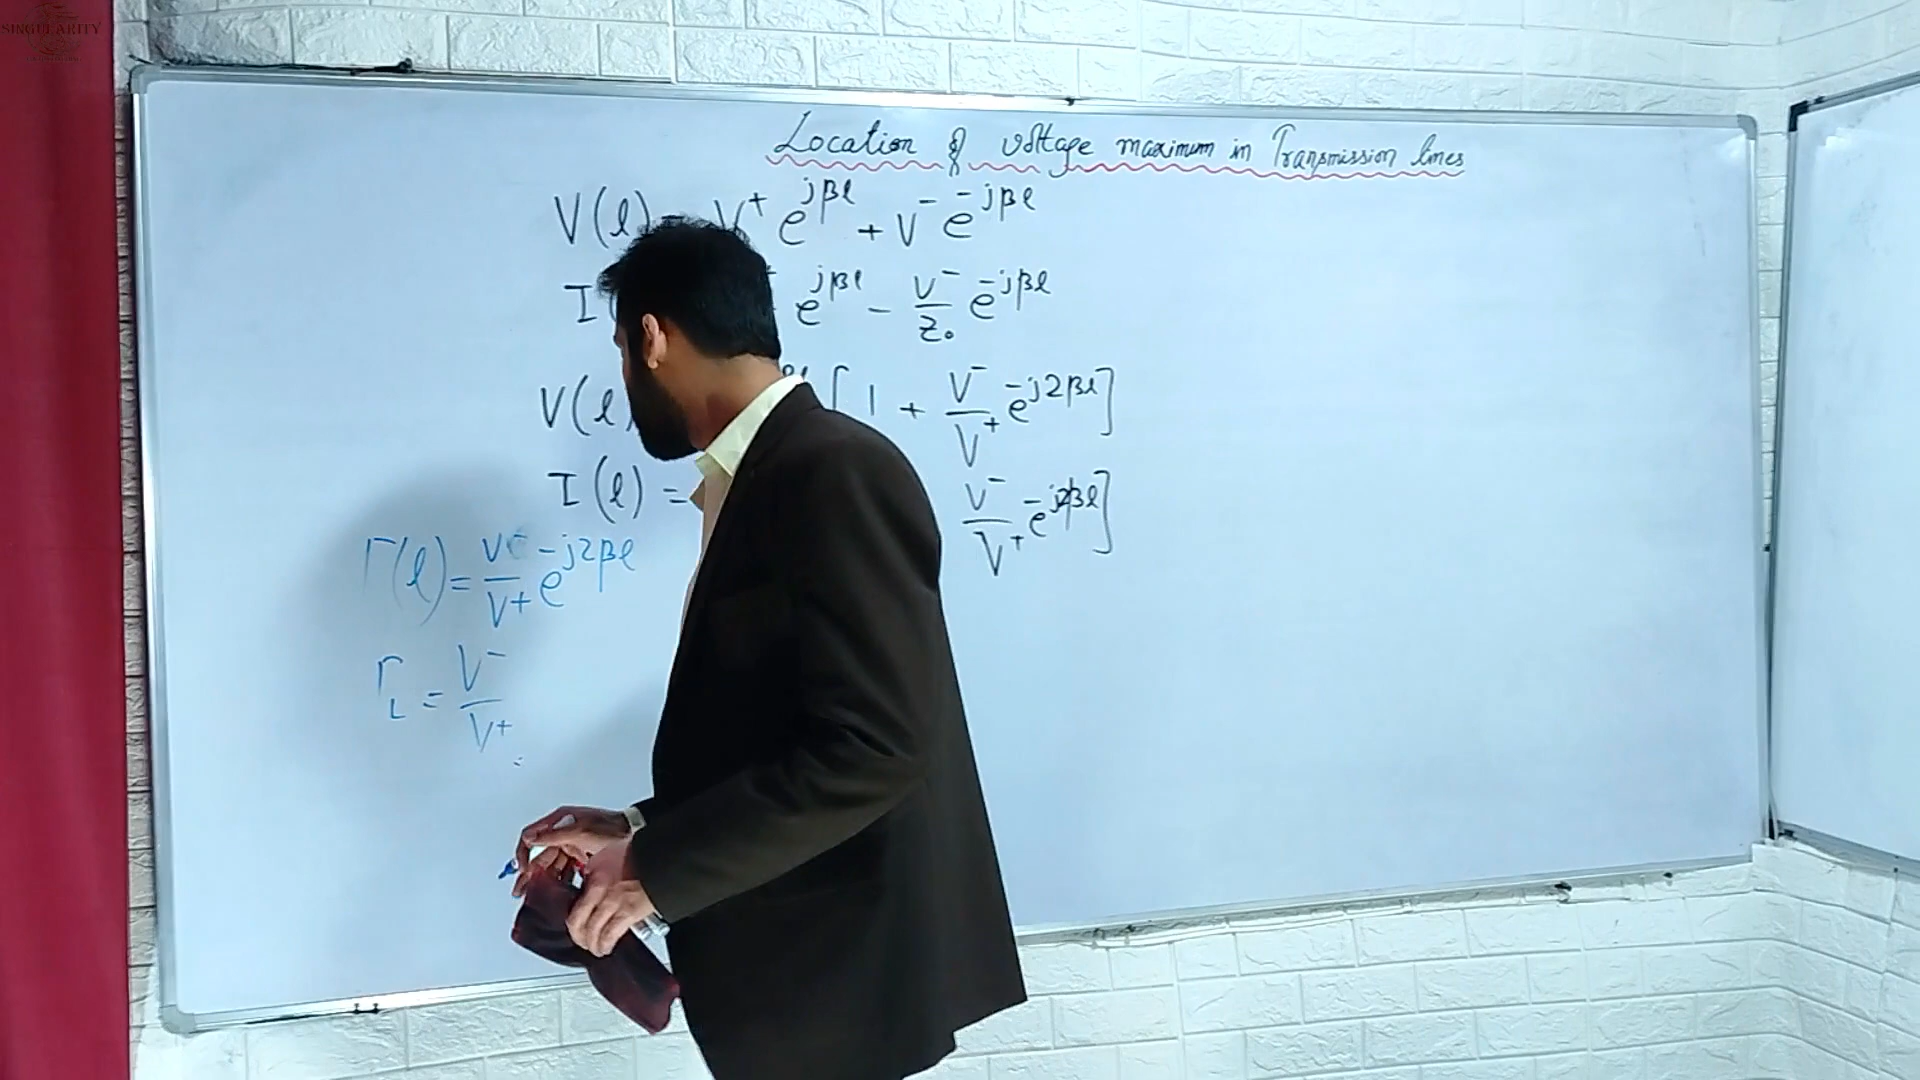 SINGULARITY
Location of voltage maximum in Transmission lines
V(l) = V⁺ e^{jβl} + V⁻ e^{-jβl}
I( e^{jβl} - V⁻/Z₀ e^{-jβl}
V(l) [1 + V⁻/V⁺ e^{-j2βl}]
I(l) = V⁻/V⁺ e^{-j2βl}]
Γ(l) = V⁻/V⁺ e^{-j2βl}
Γ_L = V⁻/V⁺